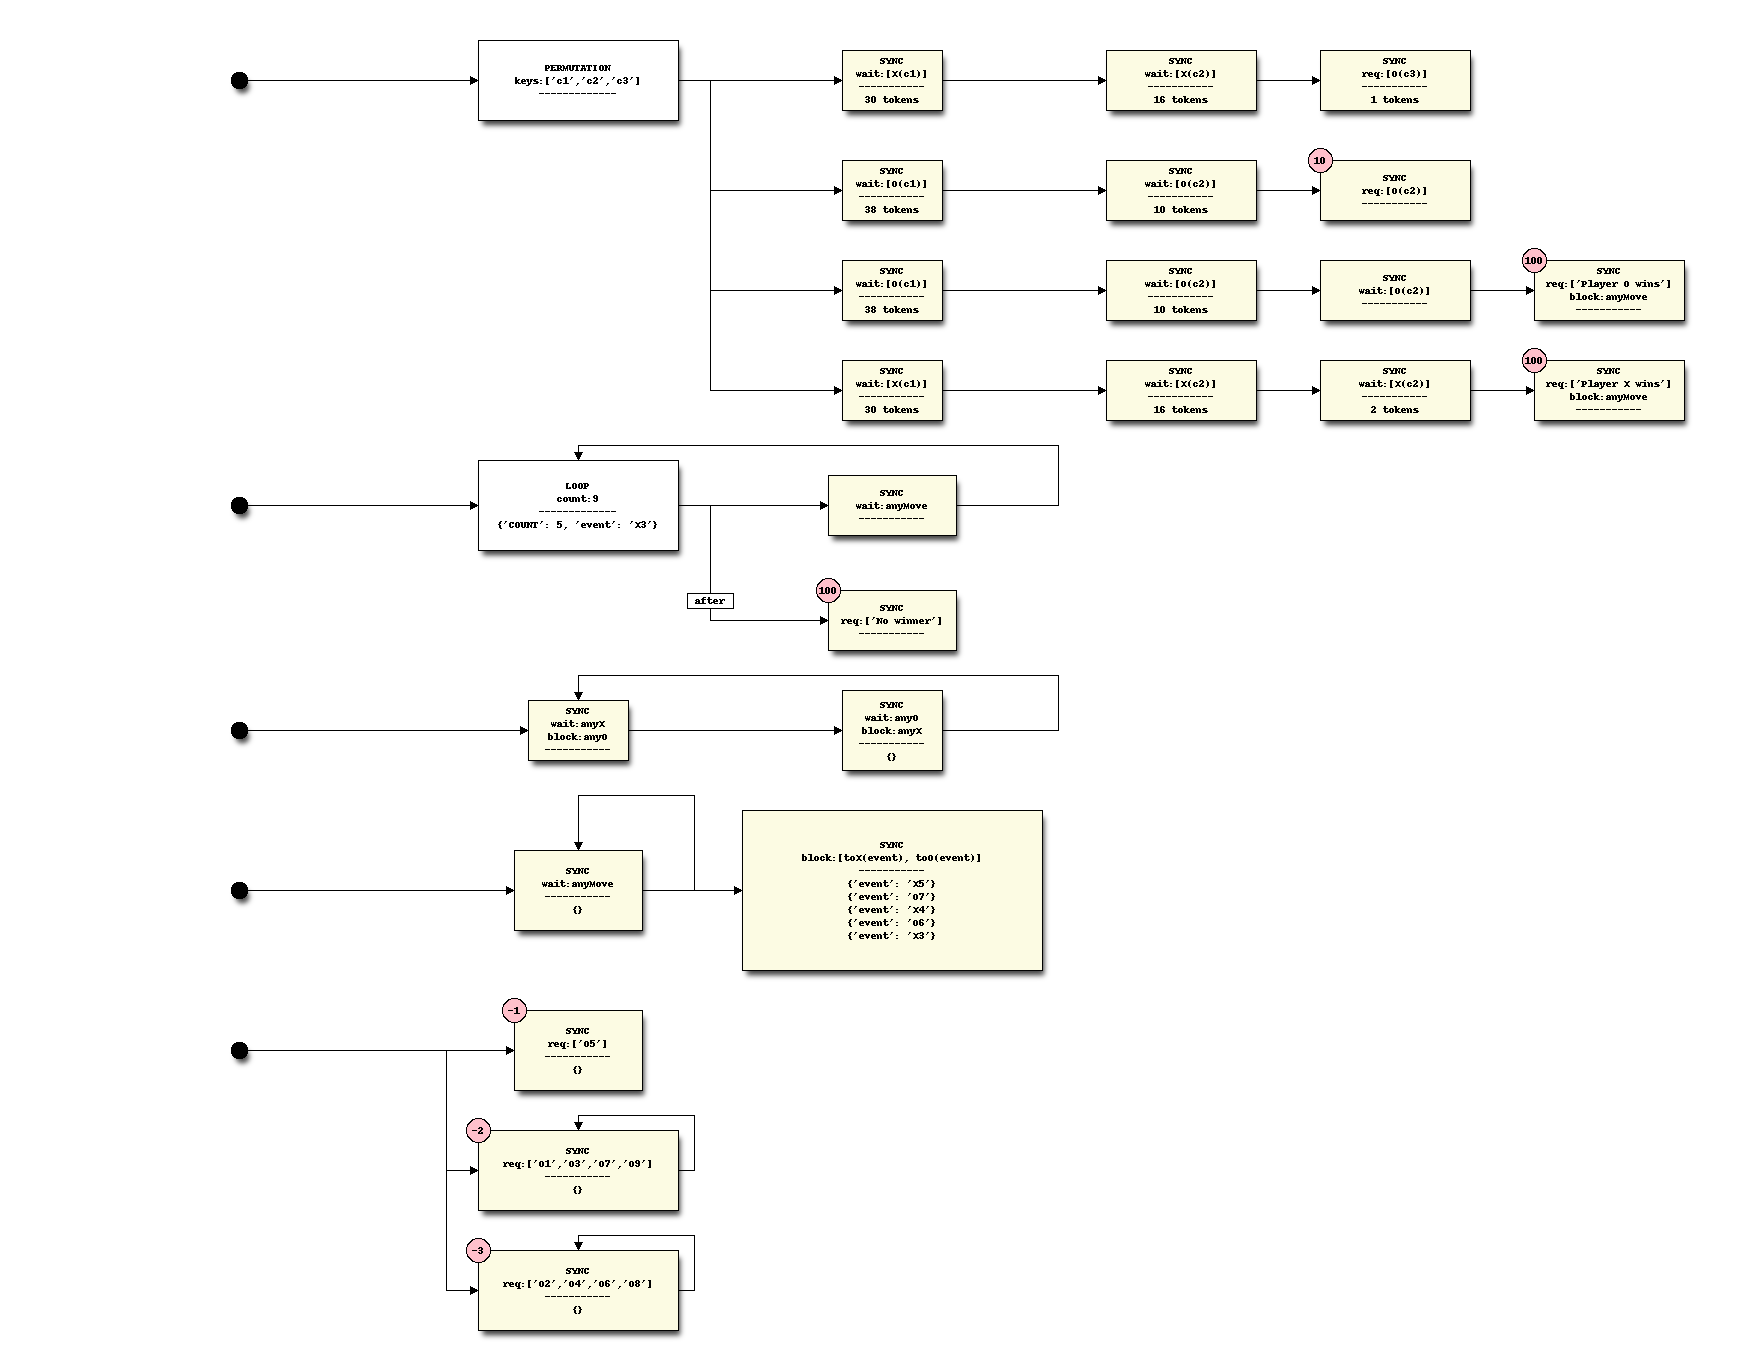 PERMUTATION
keys:['c1','c2','c3']
-------------
SYNC
wait:[X(c1)]
-----------
30 tokens
SYNC
wait:[X(c2)]
-----------
16 tokens
SYNC
req:[O(c3)]
-----------
1 tokens
SYNC
wait:[O(c1)]
-----------
38 tokens
SYNC
wait:[O(c2)]
-----------
10 tokens
10
SYNC
req:[O(c2)]
-----------
SYNC
wait:[O(c1)]
-----------
38 tokens
SYNC
wait:[O(c2)]
-----------
10 tokens
SYNC
wait:[O(c2)]
-----------
100
SYNC
req:['Player O wins']
block:anyMove
-----------
SYNC
wait:[X(c1)]
-----------
30 tokens
SYNC
wait:[X(c2)]
-----------
16 tokens
SYNC
wait:[X(c2)]
-----------
2 tokens
100
SYNC
req:['Player X wins']
block:anyMove
-----------
LOOP
count:9
-------------
{'COUNT': 5, 'event': 'X3'}
SYNC
wait:anyMove
-----------
after
100
SYNC
req:['No winner']
-----------
SYNC
wait:anyX
block:anyO
-----------
SYNC
wait:anyO
block:anyX
-----------
{}
SYNC
wait:anyMove
-----------
{}
SYNC
block:[toX(event), toO(event)]
-----------
{'event': 'X5'}
{'event': 'O7'}
{'event': 'X4'}
{'event': 'O6'}
{'event': 'X3'}
-1
SYNC
req:['O5']
-----------
{}
-2
SYNC
req:['O1','O3','O7','O9']
-----------
{}
-3
SYNC
req:['O2','O4','O6','O8']
-----------
{}